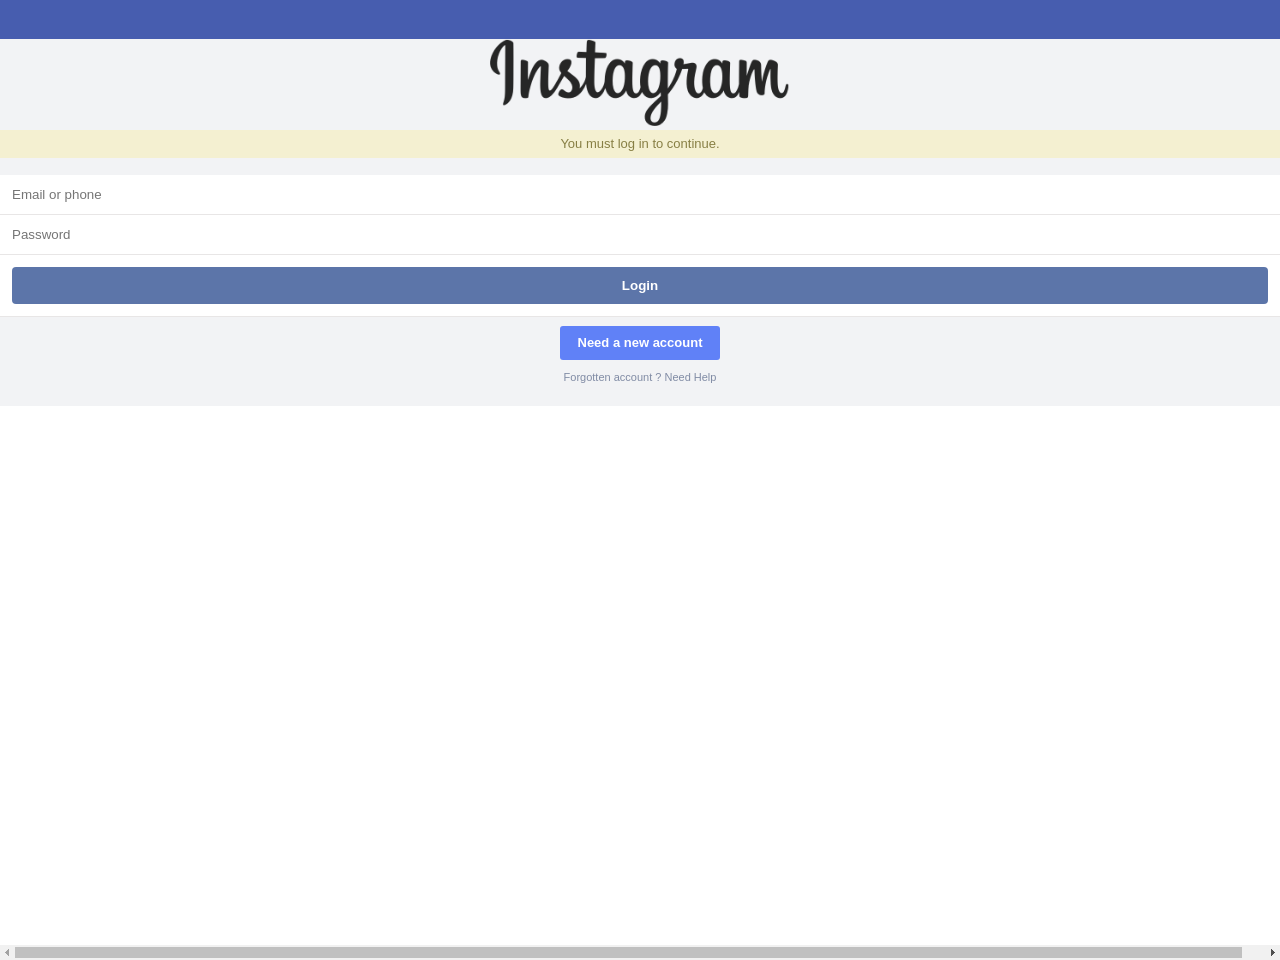 Instagram
You must log in to continue.
Email or phone
Password
Login
Need a new account
Forgotten account ? Need Help